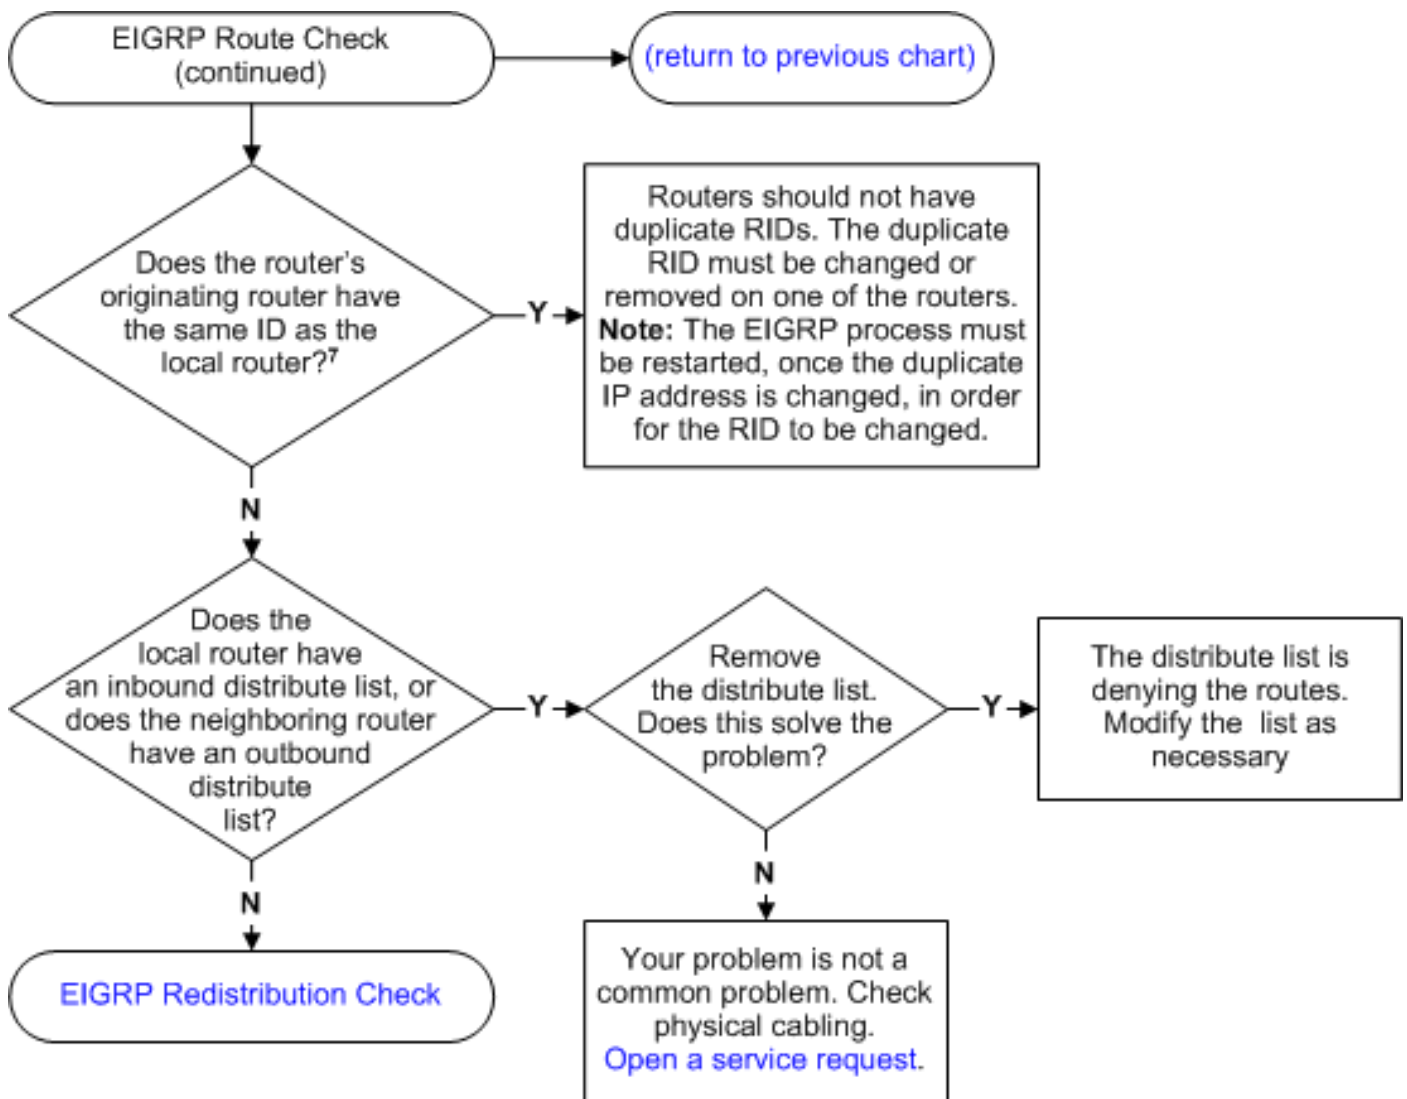 EIGRP Route Check
(continued)
(return to previous chart)
Does the router's
originating router have
the same ID as the
local router?⁷
Y
Routers should not have
duplicate RIDs. The duplicate
RID must be changed or
removed on one of the routers.
Note: The EIGRP process must
be restarted, once the duplicate
IP address is changed, in order
for the RID to be changed.
N
Does the
local router have
an inbound distribute list, or
does the neighboring router
have an outbound
distribute
list?
Y
Remove
the distribute list.
Does this solve the
problem?
Y
The distribute list is
denying the routes.
Modify the list as
necessary
N
EIGRP Redistribution Check
N
Your problem is not a
common problem. Check
physical cabling.
Open a service request.